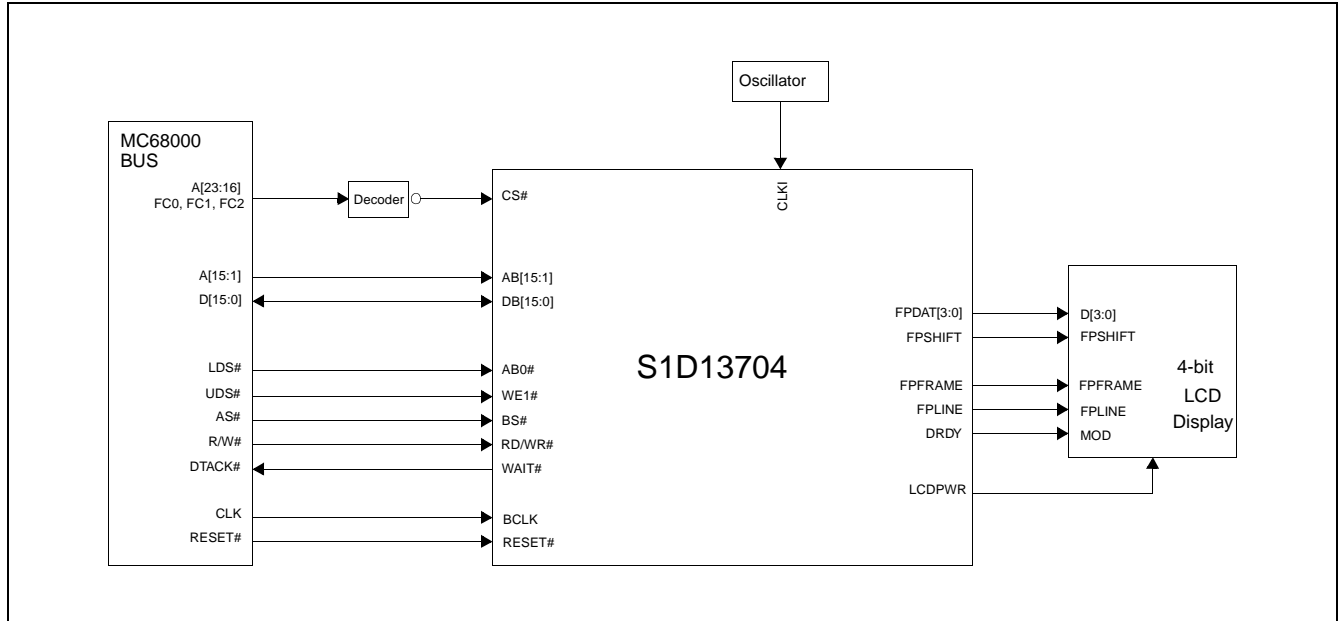 Oscillator
MC68000
BUS
A[23:16]
FC0, FC1, FC2
Decoder
CS#
CLKI
A[15:1]
AB[15:1]
D[15:0]
DB[15:0]
FPDAT[3:0]
D[3:0]
FPSHIFT
FPSHIFT
S1D13704
4-bit
LCD
Display
LDS#
AB0#
UDS#
WE1#
FPFRAME
FPFRAME
AS#
BS#
FPLINE
FPLINE
R/W#
RD/WR#
DRDY
MOD
DTACK#
WAIT#
LCDPWR
CLK
BCLK
RESET#
RESET#